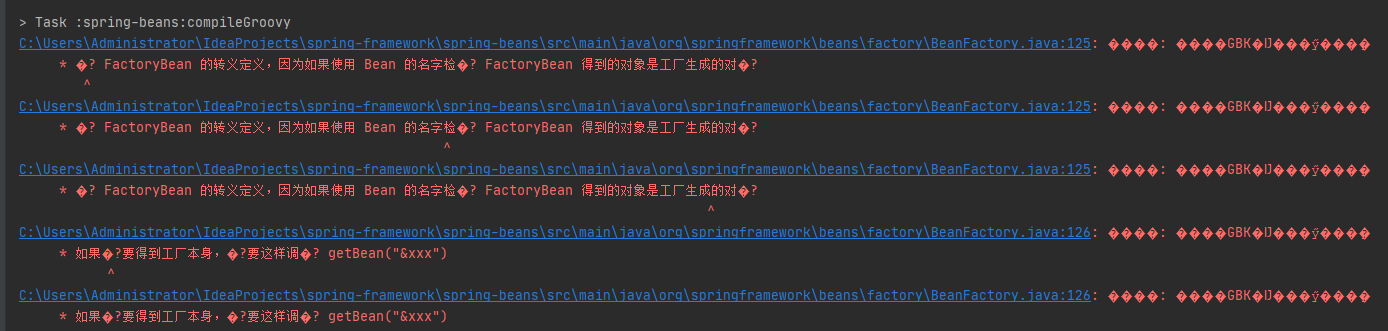 > Task :spring-beans:compileGroovy
C:\Users\Administrator\IdeaProjects\spring-framework\spring-beans\src\main\java\org\springframework\beans\factory\BeanFactory.java:125: ����: ����GBK�Ĳ���ӳ����
* �? FactoryBean 的转义定义，因为如果使用 Bean 的名字检�? FactoryBean 得到的对象是工厂生成的对�?
^
C:\Users\Administrator\IdeaProjects\spring-framework\spring-beans\src\main\java\org\springframework\beans\factory\BeanFactory.java:125: ����: ����GBK�Ĳ���ӳ����
* �? FactoryBean 的转义定义，因为如果使用 Bean 的名字检�? FactoryBean 得到的对象是工厂生成的对�?
^
C:\Users\Administrator\IdeaProjects\spring-framework\spring-beans\src\main\java\org\springframework\beans\factory\BeanFactory.java:125: ����: ����GBK�Ĳ���ӳ����
* �? FactoryBean 的转义定义，因为如果使用 Bean 的名字检�? FactoryBean 得到的对象是工厂生成的对�?
^
C:\Users\Administrator\IdeaProjects\spring-framework\spring-beans\src\main\java\org\springframework\beans\factory\BeanFactory.java:126: ����: ����GBK�Ĳ���ӳ����
* 如果�?要得到工厂本身，�?要这样调�? getBean("&xxx")
^
C:\Users\Administrator\IdeaProjects\spring-framework\spring-beans\src\main\java\org\springframework\beans\factory\BeanFactory.java:126: ����: ����GBK�Ĳ���ӳ����
* 如果�?要得到工厂本身，�?要这样调�? getBean("&xxx")